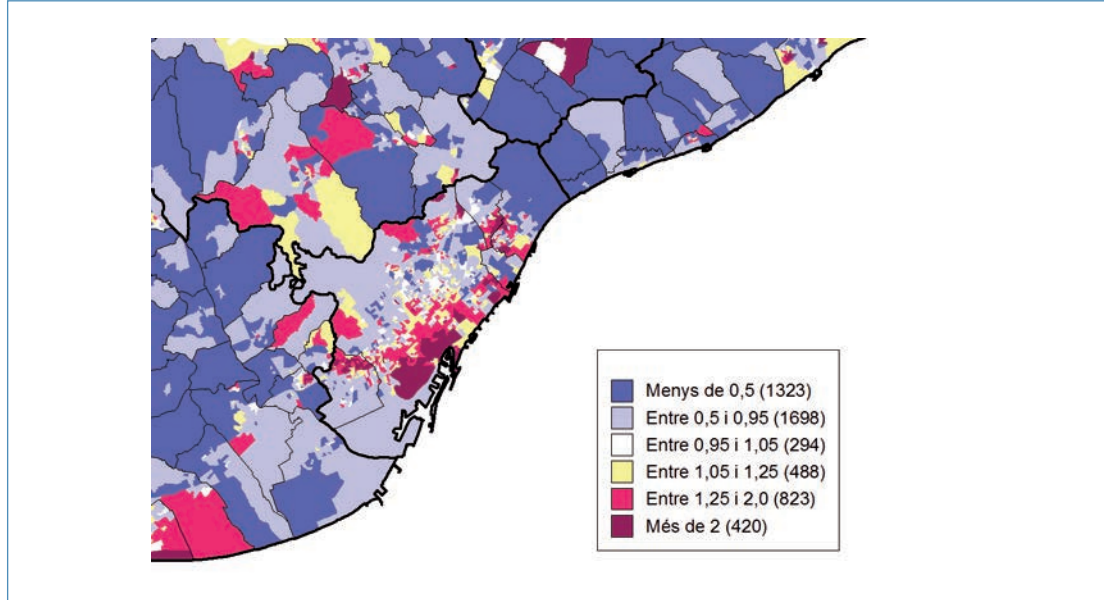 Menys de 0,5 (1323)
Entre 0,5 i 0,95 (1698)
Entre 0,95 i 1,05 (294)
Entre 1,05 i 1,25 (488)
Entre 1,25 i 2,0 (823)
Més de 2 (420)